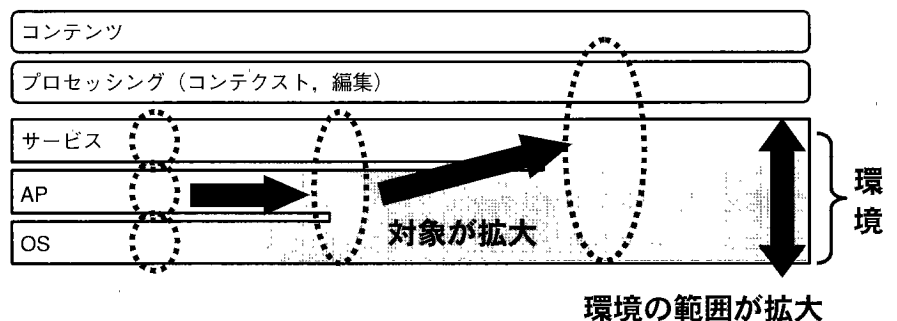 コンテンツ
プロセッシング（コンテクスト，編集）
サービス
AP
OS
対象が拡大
環境
環境の範囲が拡大